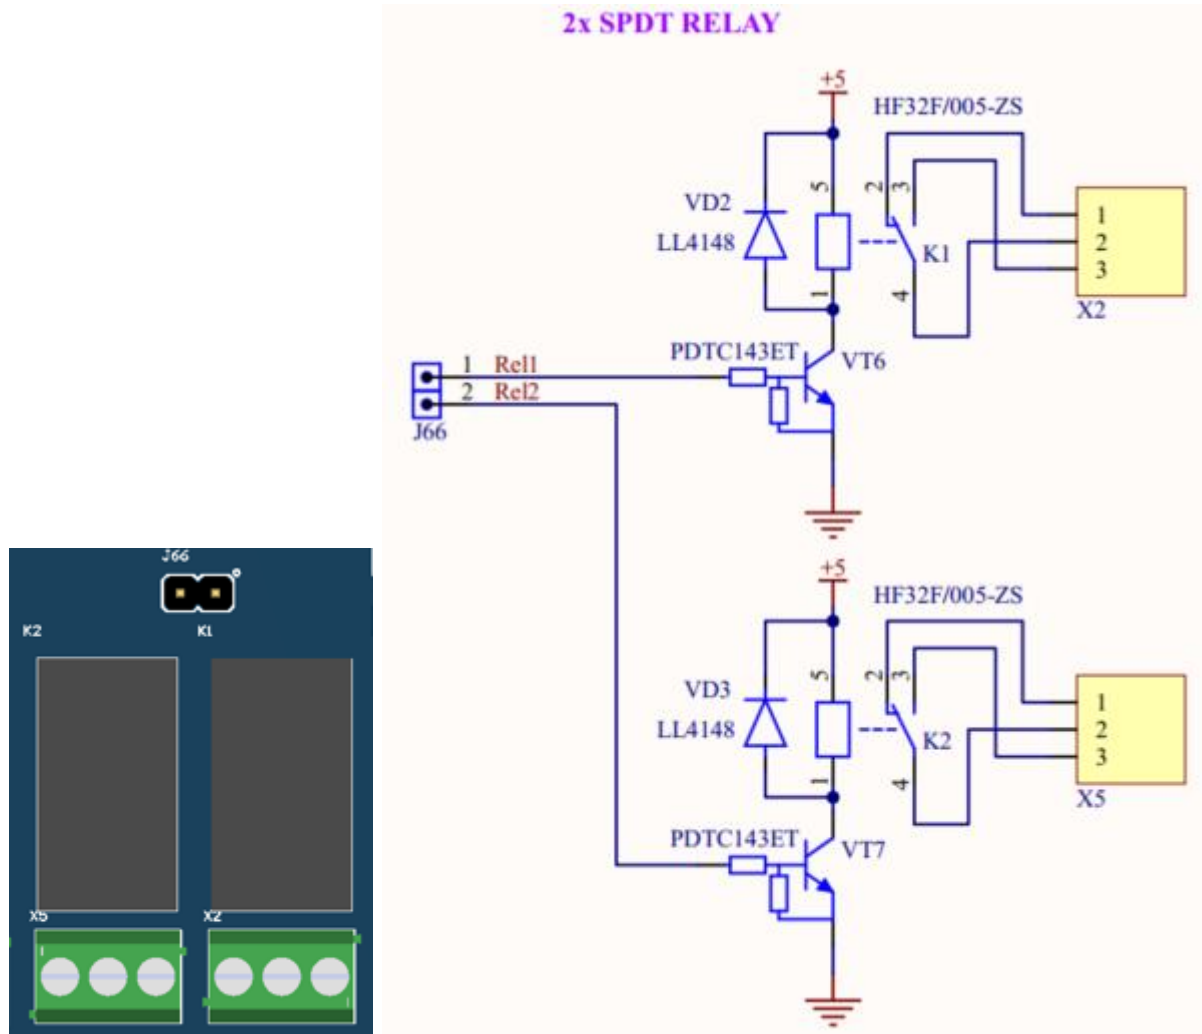 2x SPDT RELAY
+5
HF32F/005-ZS
5
2
3
VD2
LL4148
K1
1
4
1
2
3
X2
PDTC143ET
VT6
1 Rel1
2 Rel2
J66
+5
HF32F/005-ZS
5
2
3
VD3
LL4148
K2
1
4
1
2
3
X5
PDTC143ET
VT7
J66
K2 K1
X5 X2